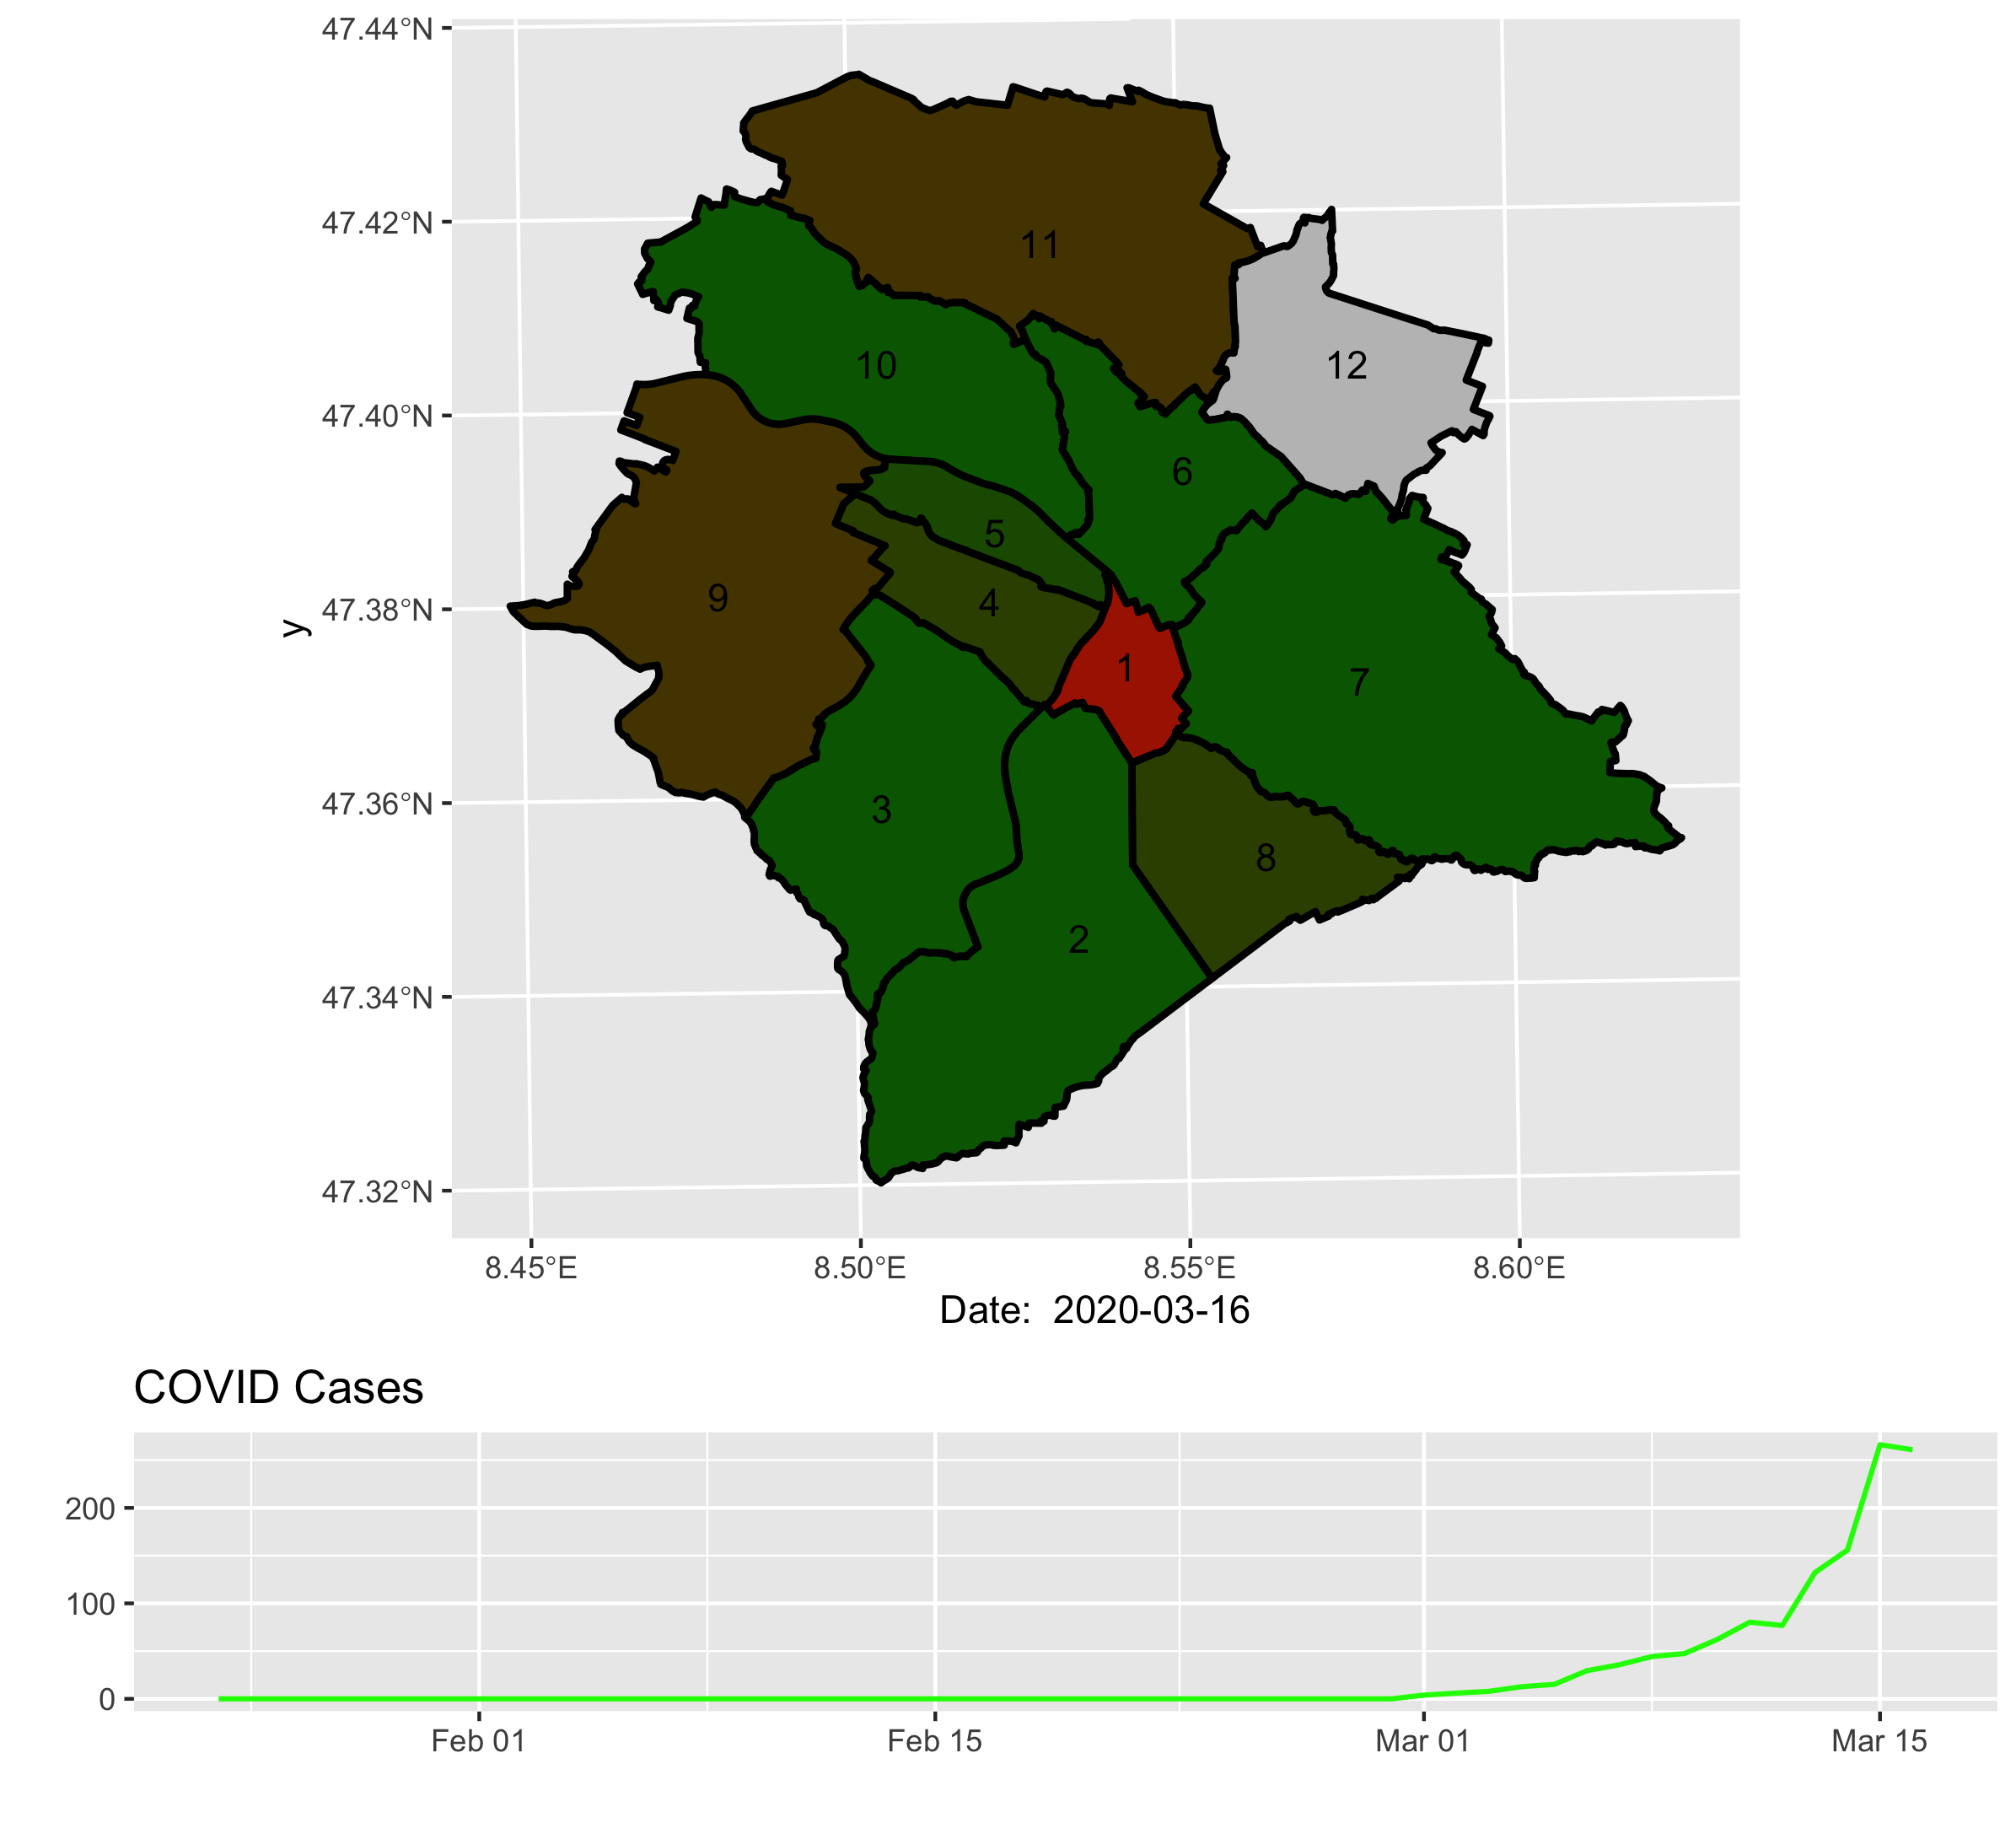 47.44°N
47.42°N
47.40°N
47.38°N
47.36°N
47.34°N
47.32°N
y
11
10
12
6
5
9
4
1
7
3
8
2
8.45°E 8.50°E 8.55°E 8.60°E
Date:  2020-03-16
COVID Cases
200
100
0
Feb 01 Feb 15 Mar 01 Mar 15